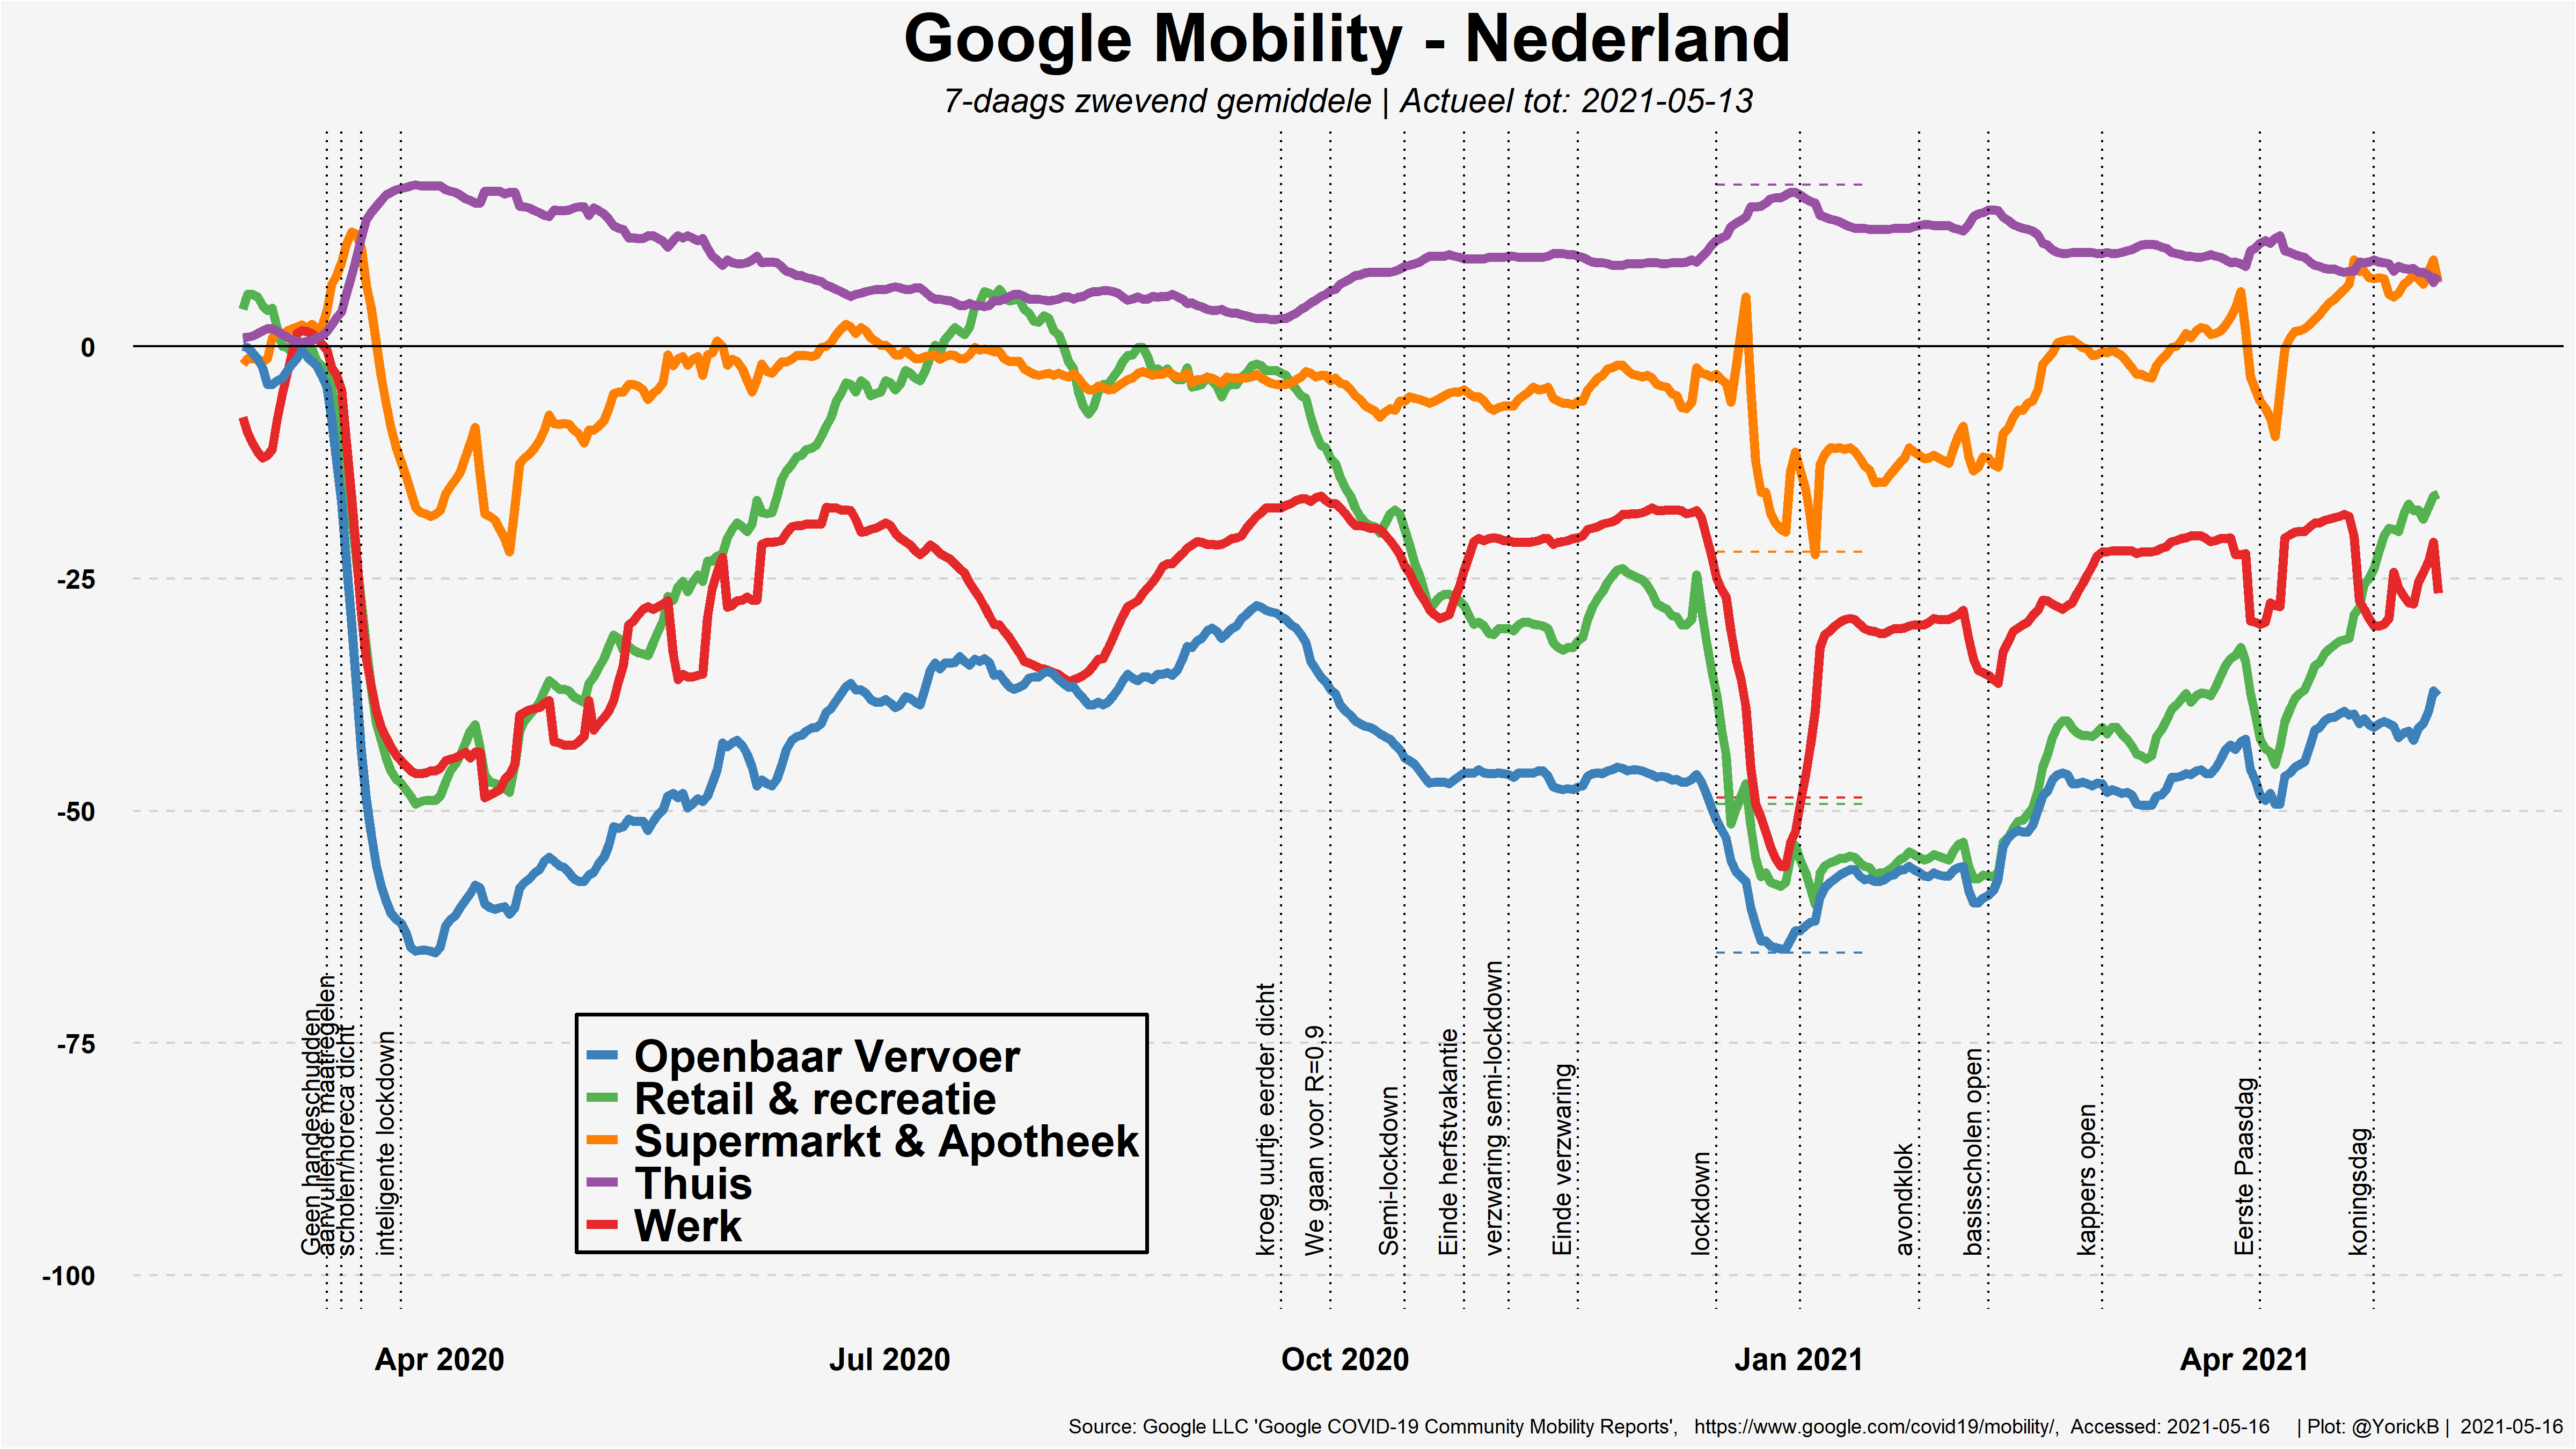 Google Mobility - Nederland
7-daags zwevend gemiddele | Actueel tot: 2021-05-13
0
-25
-50
-75
-100
Geen handeschudden
aanvullende maatregelen
scholem/horeca dicht
inteligente lockdown
kroeg uurtje eerder dicht
We gaan voor R=0,9
Semi-lockdown
Einde herfstvakantie
verzwaring semi-lockdown
Einde verzwaring
lockdown
avondklok
basisscholen open
kappers open
Eerste Paasdag
koningsdag
Openbaar Vervoer
Retail & recreatie
Supermarkt & Apotheek
Thuis
Werk
Apr 2020
Jul 2020
Oct 2020
Jan 2021
Apr 2021
Source: Google LLC 'Google COVID-19 Community Mobility Reports', https://www.google.com/covid19/mobility/, Accessed: 2021-05-16 | Plot: @YorickB | 2021-05-16